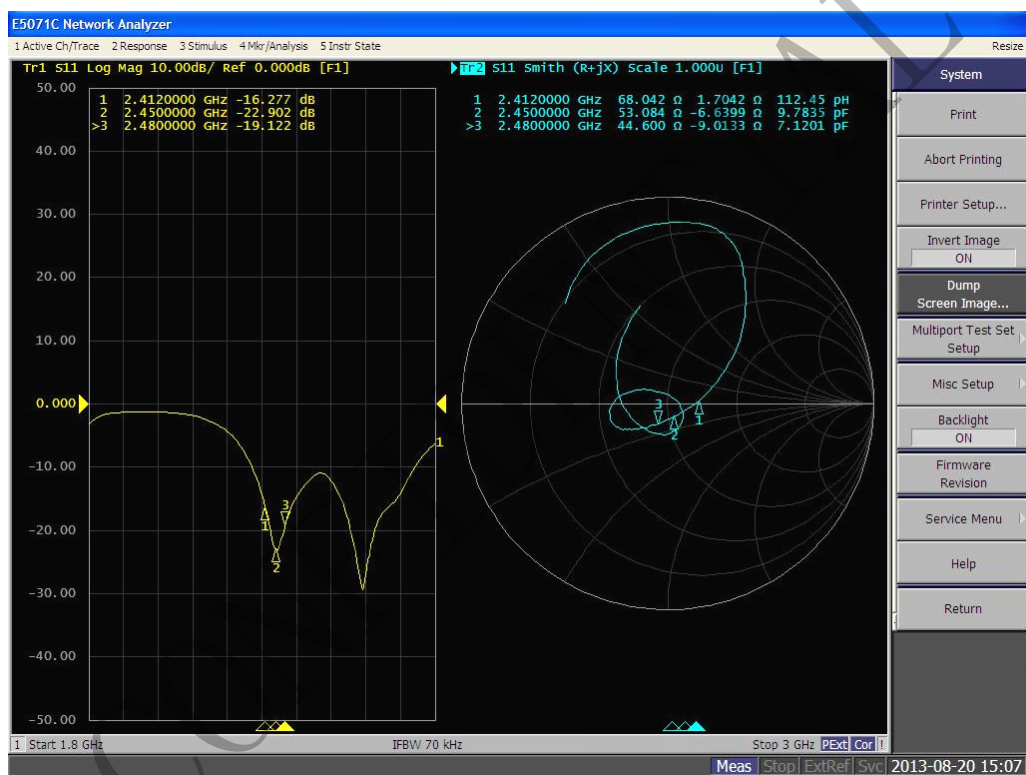 E5071C Network Analyzer
1 Active Ch/Trace 2 Response 3 Stimulus 4 Mkr/Analysis 5 Instr State
Resize
Tr1 S11 Log Mag 10.00dB/ Ref 0.000dB [F1]
50.00
1 2.4120000 GHz -16.277 dB
2 2.4500000 GHz -22.902 dB
>3 2.4800000 GHz -19.122 dB
40.00
30.00
20.00
10.00
0.000
-10.00
-20.00
-30.00
-40.00
-50.00
1
3
1
2
Tr2 S11 Smith (R+jX) Scale 1.000U [F1]
1 2.4120000 GHz 68.042 Ω 1.7042 Ω 112.45 pH
2 2.4500000 GHz 53.084 Ω -6.6399 Ω 9.7835 pF
>3 2.4800000 GHz 44.600 Ω -9.0133 Ω 7.1201 pF
3
1
2
System
Print
Abort Printing
Printer Setup...
Invert Image
ON
Dump
Screen Image...
Multiport Test Set
Setup
Misc Setup
Backlight
ON
Firmware
Revision
Service Menu
Help
Return
1 Start 1.8 GHz
IFBW 70 kHz
Stop 3 GHz PExt Cor !
Meas Stop ExtRef Svc 2013-08-20 15:07